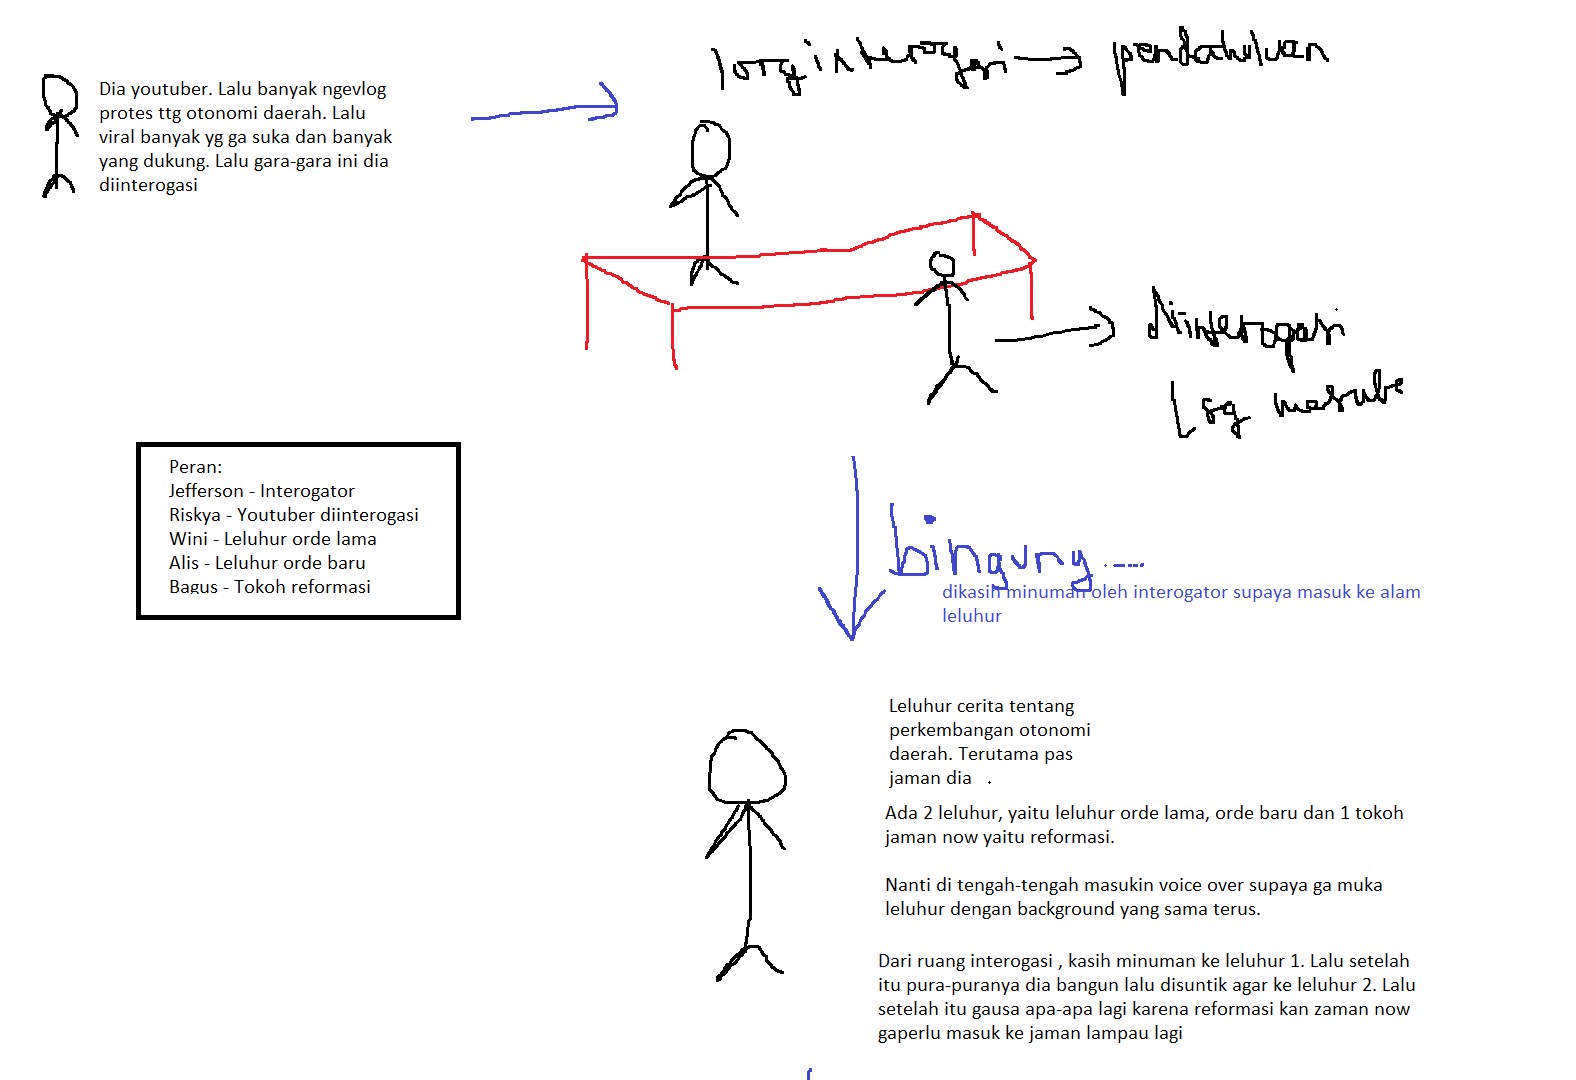 Dia youtuber. Lalu banyak ngevlog
protes ttg otonomi daerah. Lalu
viral banyak yg ga suka dan banyak
yang dukung. Lalu gara-gara ini dia
diinterogasi
pendahuluan
diinterogasi
Peran:
Jefferson - Interogator
Riskya - Youtuber diinterogasi
Wini - Leluhur orde lama
Alis - Leluhur orde baru
Bagus - Tokoh reformasi
bingung ....
dikasih minuman oleh interogator supaya masuk ke alam
leluhur
Leluhur cerita tentang
perkembangan otonomi
daerah. Terutama pas
jaman dia .
Ada 2 leluhur, yaitu leluhur orde lama, orde baru dan 1 tokoh
jaman now yaitu reformasi.
Nanti di tengah-tengah masukin voice over supaya ga muka
leluhur dengan background yang sama terus.
Dari ruang interogasi , kasih minuman ke leluhur 1. Lalu setelah
itu pura-puranya dia bangun lalu disuntik agar ke leluhur 2. Lalu
setelah itu gausa apa-apa lagi karena reformasi kan zaman now
gaperlu masuk ke jaman lampau lagi